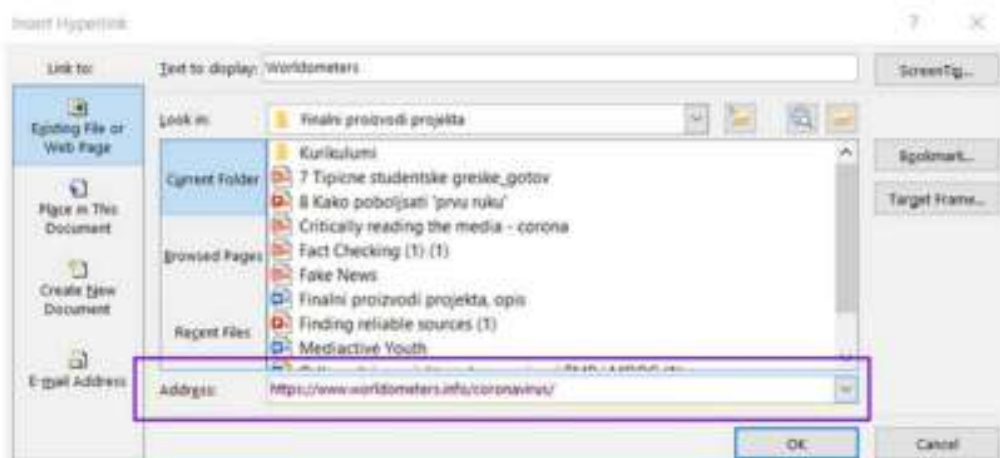 Insert Hyperlink
? ×
Link to:
Text to display: Worldometers
ScreenTip...
Existing File or
Web Page
Look in:
Finalni proizvodi projekta
Bookmark...
Target Frame...
Current Folder
Browsed Pages
Recent Files
Kurikulumi
7 Tipicne studentske greske_gotov
8 Kako poboljsati 'prvu ruku'
Critically reading the media - corona
Fact Checking (1) (1)
Fake News
Finalni proizvodi projekta, opis
Finding reliable sources (1)
Mediactive Youth
Place in This
Document
Create New
Document
E-mail Address
Address: https://www.worldometers.info/coronavirus/
OK
Cancel